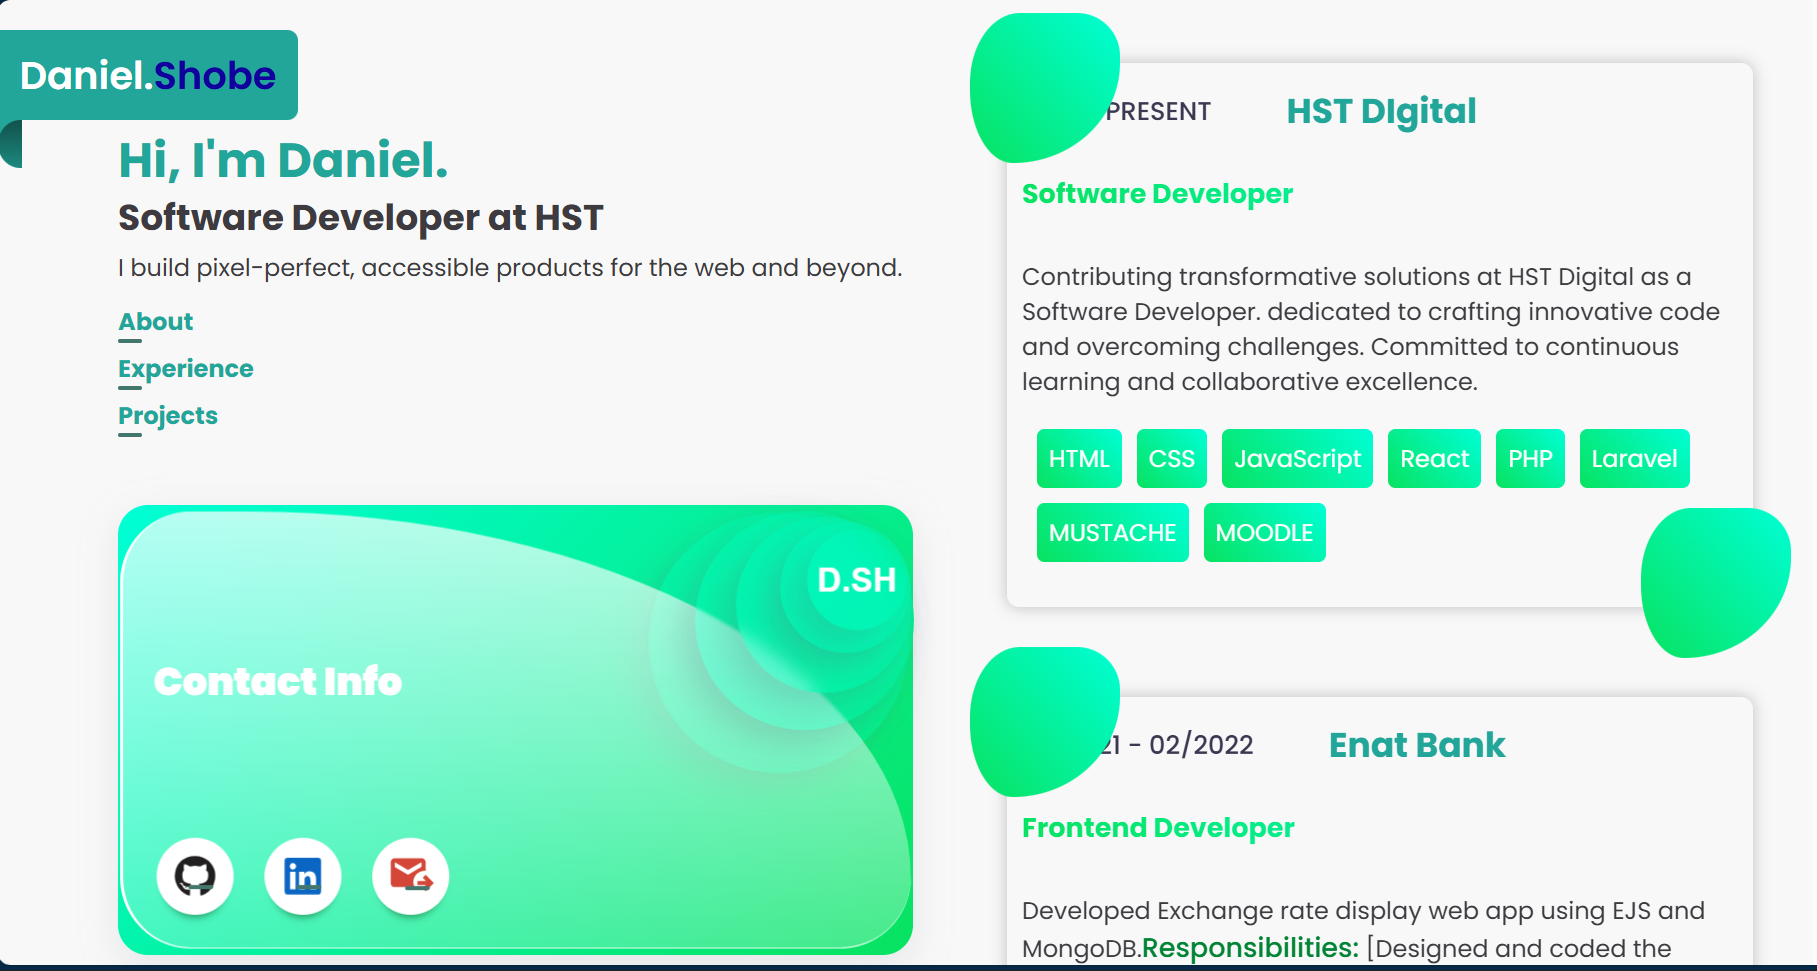 Daniel.Shobe
Hi, I'm Daniel.
Software Developer at HST
I build pixel-perfect, accessible products for the web and beyond.
About
Experience
Projects
D.SH
Contact Info
in
PRESENT
HST DIgital
Software Developer
Contributing transformative solutions at HST Digital as a
Software Developer. dedicated to crafting innovative code
and overcoming challenges. Committed to continuous
learning and collaborative excellence.
HTML CSS JavaScript React PHP Laravel
MUSTACHE MOODLE
21 - 02/2022
Enat Bank
Frontend Developer
Developed Exchange rate display web app using EJS and
MongoDB.Responsibilities: [Designed and coded the